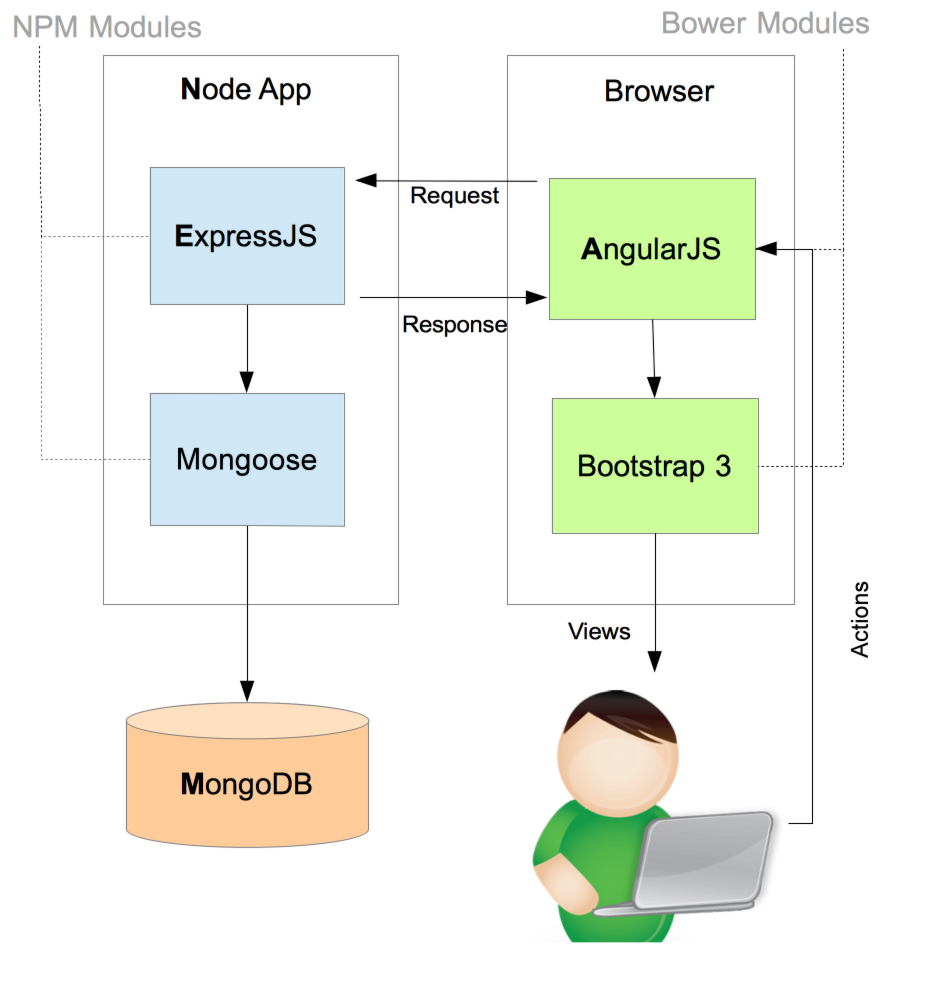 NPM Modules
Bower Modules
Node App
Browser
Request
ExpressJS
AngularJS
Response
Mongoose
Bootstrap 3
Views
Actions
MongoDB